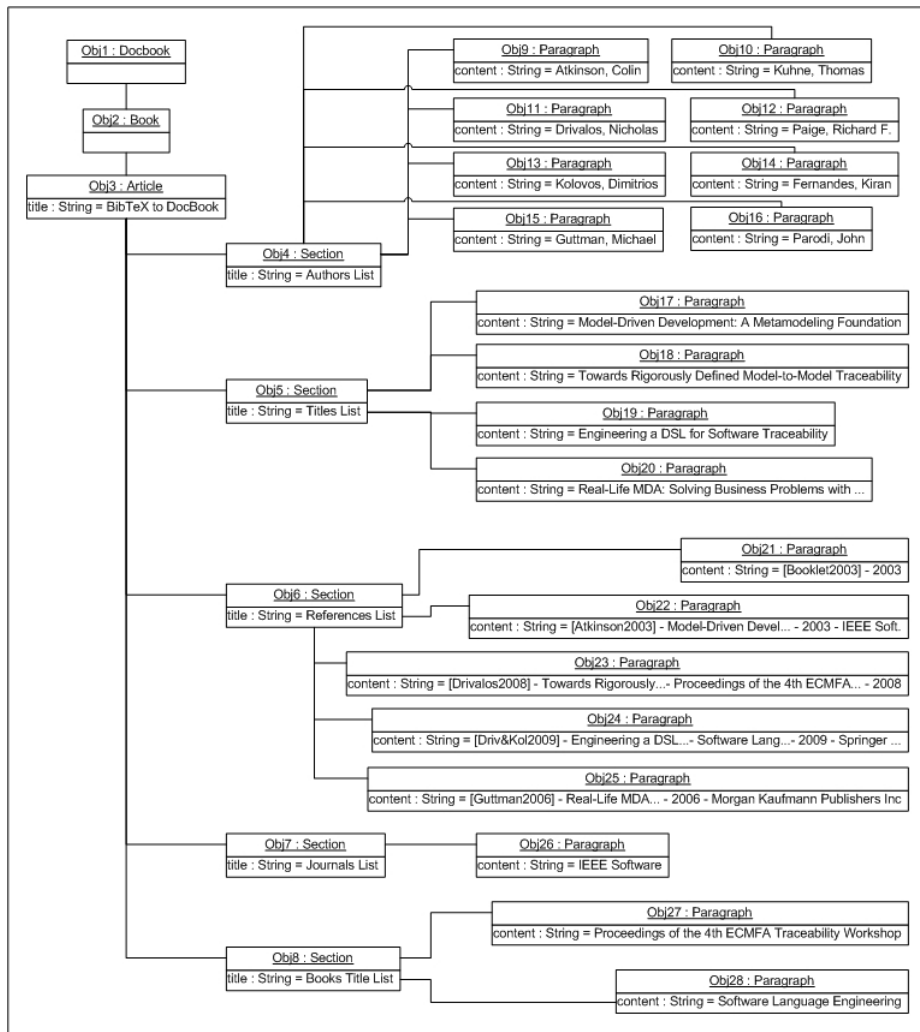 Obj1 : Docbook
Obj2 : Book
Obj3 : Article
title : String = BibTeX to DocBook
Obj9 : Paragraph
content : String = Atkinson, Colin
Obj10 : Paragraph
content : String = Kuhne, Thomas
Obj11 : Paragraph
content : String = Drivalos, Nicholas
Obj12 : Paragraph
content : String = Paige, Richard F.
Obj13 : Paragraph
content : String = Kolovos, Dimitrios
Obj14 : Paragraph
content : String = Fernandes, Kiran
Obj15 : Paragraph
content : String = Guttman, Michael
Obj16 : Paragraph
content : String = Parodi, John
Obj4 : Section
title : String = Authors List
Obj17 : Paragraph
content : String = Model-Driven Development: A Metamodeling Foundation
Obj18 : Paragraph
content : String = Towards Rigorously Defined Model-to-Model Traceability
Obj5 : Section
title : String = Titles List
Obj19 : Paragraph
content : String = Engineering a DSL for Software Traceability
Obj20 : Paragraph
content : String = Real-Life MDA: Solving Business Problems with ...
Obj21 : Paragraph
content : String = [Booklet2003] - 2003
Obj6 : Section
title : String = References List
Obj22 : Paragraph
content : String = [Atkinson2003] - Model-Driven Devel... - 2003 - IEEE Soft.
Obj23 : Paragraph
content : String = [Drivalos2008] - Towards Rigorously...- Proceedings of the 4th ECMFA... - 2008
Obj24 : Paragraph
content : String = [Driv&Kol2009] - Engineering a DSL...- Software Lang...- 2009 - Springer ...
Obj25 : Paragraph
content : String = [Guttman2006] - Real-Life MDA... - 2006 - Morgan Kaufmann Publishers Inc
Obj7 : Section
title : String = Journals List
Obj26 : Paragraph
content : String = IEEE Software
Obj27 : Paragraph
content : String = Proceedings of the 4th ECMFA Traceability Workshop
Obj8 : Section
title : String = Books Title List
Obj28 : Paragraph
content : String = Software Language Engineering